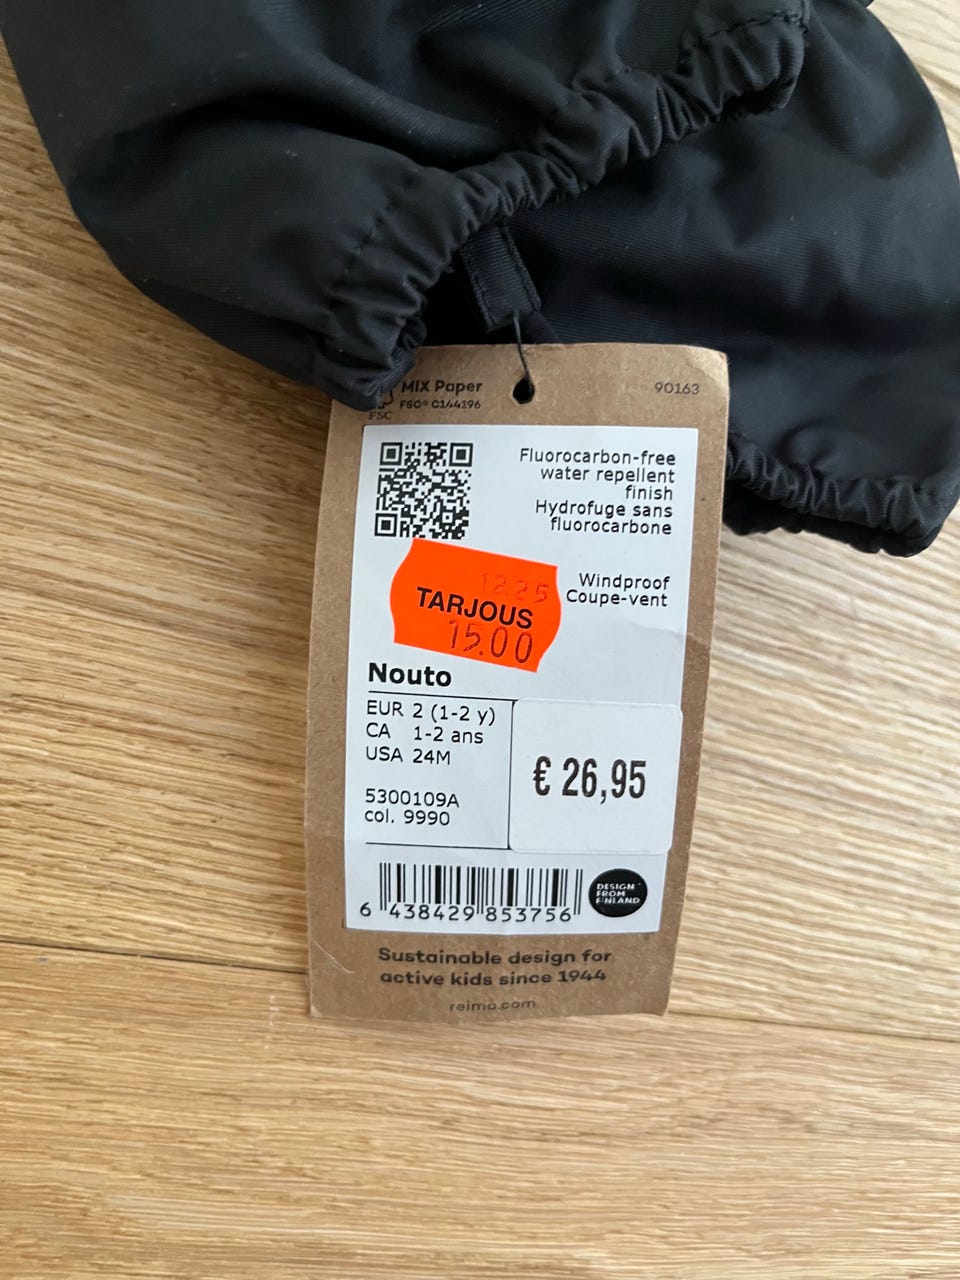 MIX Paper
FSC® C144196
FSC
90163
Fluorocarbon-free
water repellent
finish
Hydrofuge sans
fluorocarbone
Windproof
Coupe-vent
12.25
TARJOUS
15.00
Nouto
EUR 2 (1-2 y)
CA 1-2 ans
USA 24M
5300109A
col. 9990
€ 26,95
6 438429 853756
DESIGN
FROM
FINLAND
Sustainable design for
active kids since 1944
reima.com